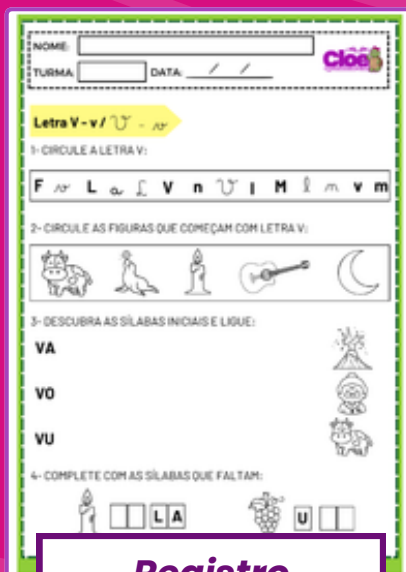 NOME:
Cloe
TURMA: DATA: / /
Letra V - v / V - v
1- CIRCULE A LETRA V:
F v L a L V n V I M l m v m
2- CIRCULE AS FIGURAS QUE COMEÇAM COM LETRA V:
3- DESCUBRA AS SÍLABAS INICIAIS E LIGUE:
VA
VO
VU
4- COMPLETE COM AS SÍLABAS QUE FALTAM:
L A U
Registro